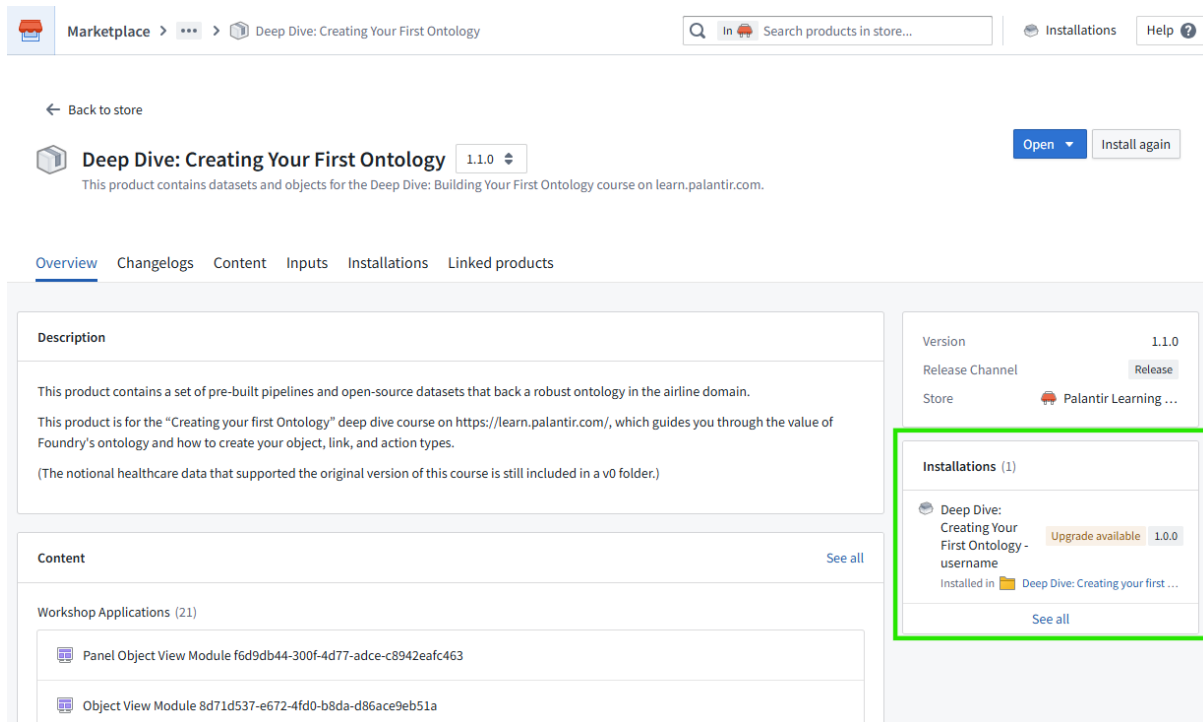 Marketplace > ••• > Deep Dive: Creating Your First Ontology
In Search products in store...
Installations
Help ?
← Back to store
Deep Dive: Creating Your First Ontology 1.1.0
Open Install again
This product contains datasets and objects for the Deep Dive: Building Your First Ontology course on learn.palantir.com.
Overview Changelogs Content Inputs Installations Linked products
Description
This product contains a set of pre-built pipelines and open-source datasets that back a robust ontology in the airline domain.
This product is for the “Creating your first Ontology” deep dive course on https://learn.palantir.com/, which guides you through the value of
Foundry's ontology and how to create your object, link, and action types.
(The notional healthcare data that supported the original version of this course is still included in a v0 folder.)
Content See all
Workshop Applications (21)
Panel Object View Module f6d9db44-300f-4d77-adce-c8942eafc463
Object View Module 8d71d537-e672-4fd0-b8da-d86ace9eb51a
Version 1.1.0
Release Channel Release
Store Palantir Learning ...
Installations (1)
Deep Dive:
Creating Your
First Ontology -
username
Upgrade available 1.0.0
Installed in Deep Dive: Creating your first ...
See all